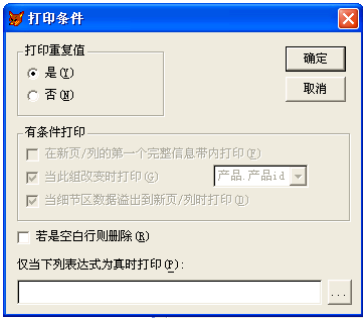 打印条件
打印重复值
是(Y)
否(N)
确定
取消
有条件打印
在新页/列的第一个完整信息带内打印(F)
当此组改变时打印(G)
产品.产品id
当细节区数据溢出到新页/列时打印(D)
若是空白行则删除(R)
仅当下列表达式为真时打印(P):
...